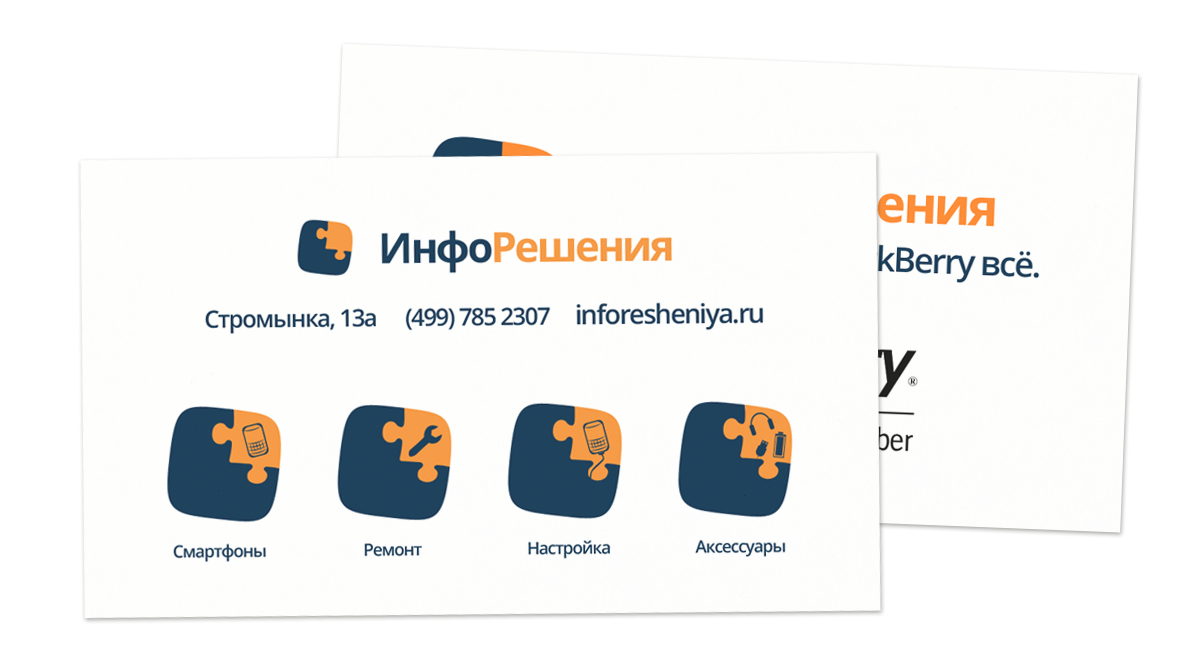 ИнфоРешения
Стромынка, 13а (499) 785 2307 inforesheniya.ru
Смартфоны Ремонт Настройка Аксессуары
ения
kBerry всё.
ry®
ber